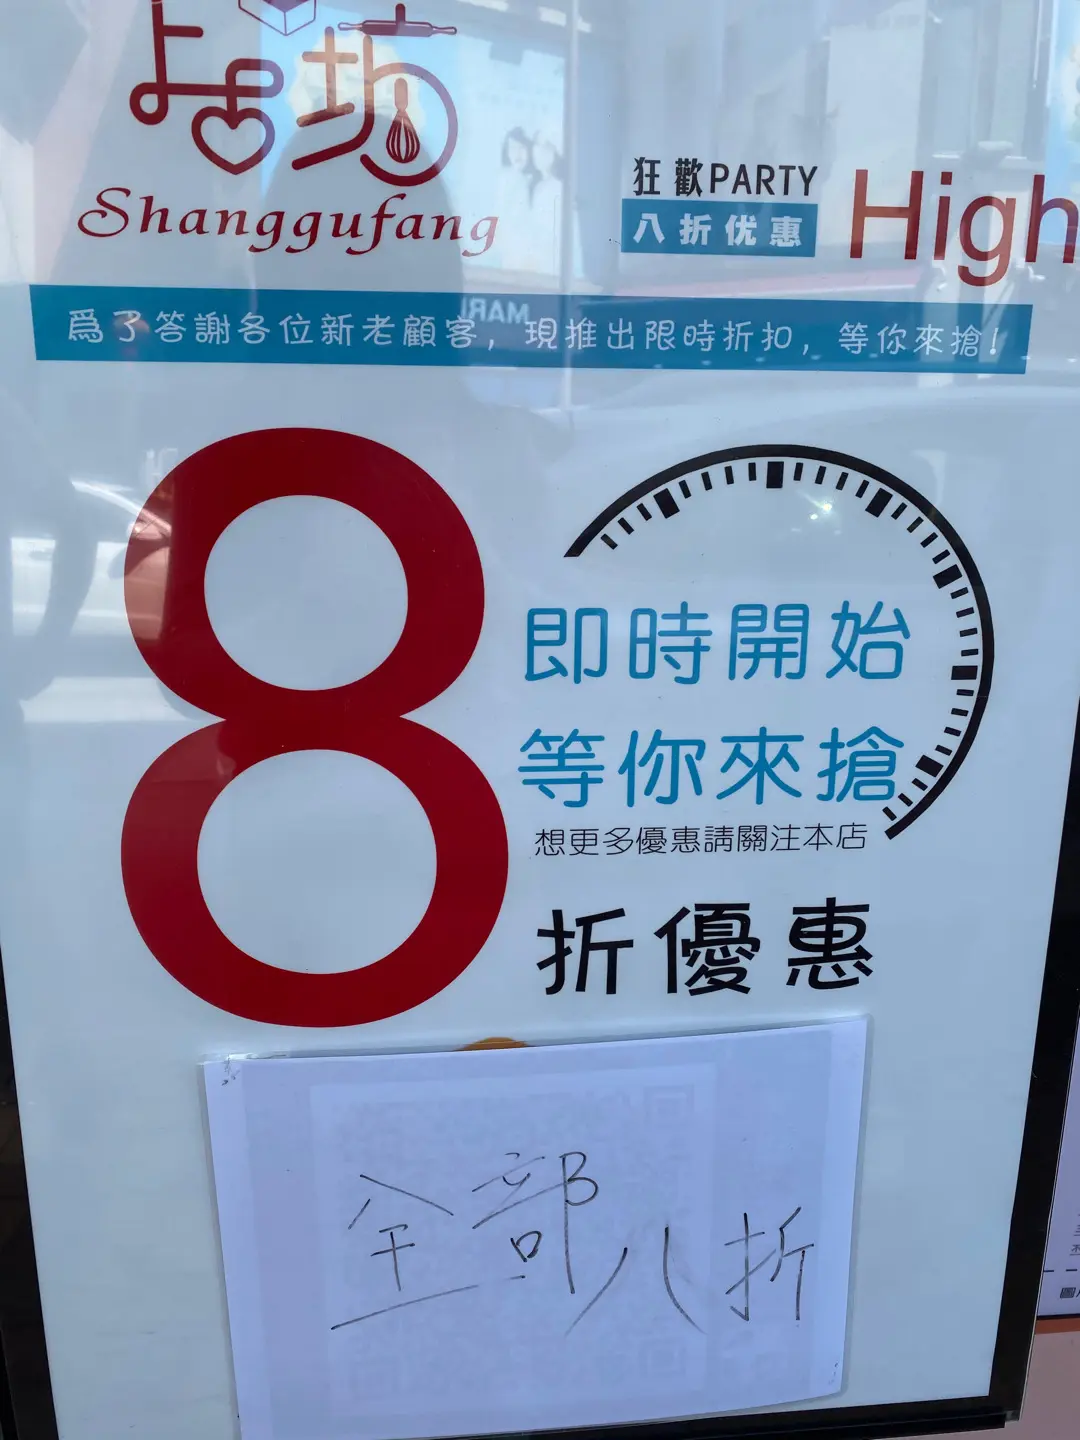 上古坊
Shanggufang
狂歡PARTY
八折优惠
High
爲了答謝各位新老顧客，現推出限時折扣，等你來搶！
8
即時開始
等你來搶
想更多優惠請關注本店
折優惠
全部八折